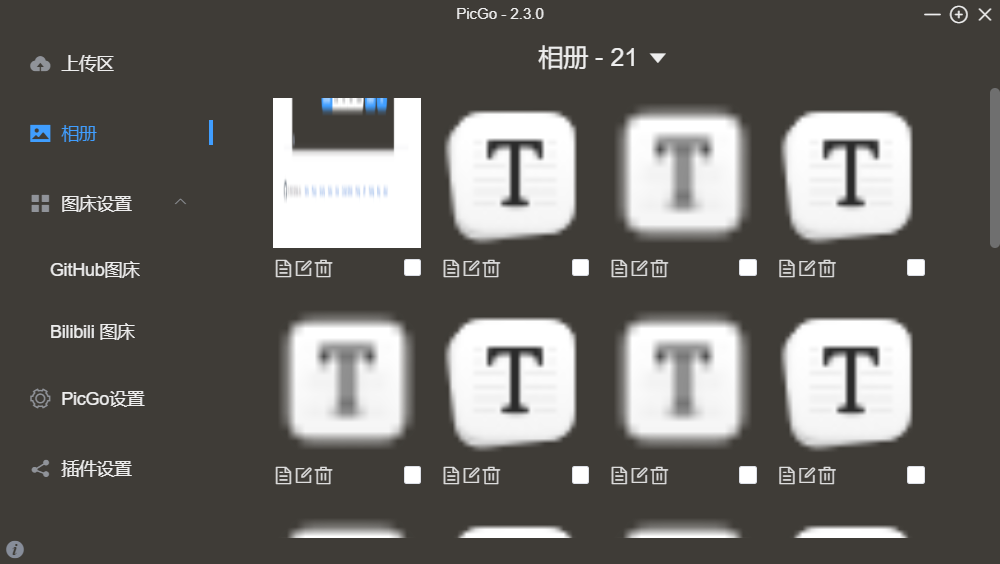 PicGo - 2.3.0
上传区
相册
图床设置
GitHub图床
Bilibili 图床
PicGo设置
插件设置
相册 - 21
T
T
T
T
T
T
T